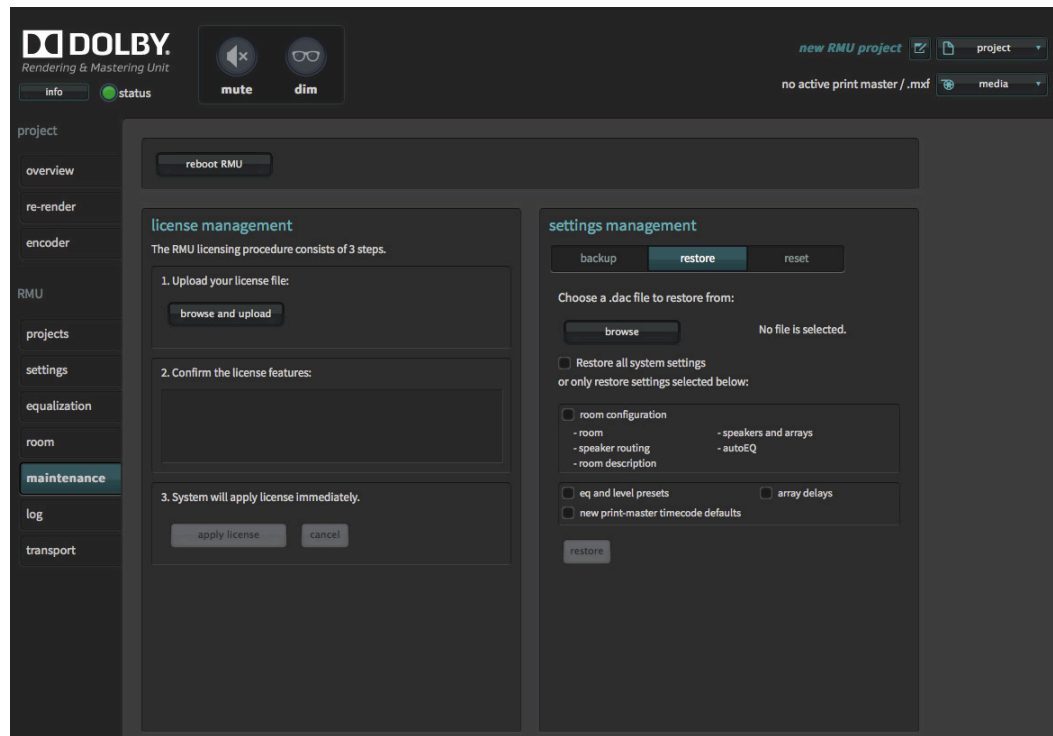 DOLBY.
Rendering & Mastering Unit
info
status
mute
dim
new RMU project
project
no active print master / .mxf
media
project
overview
re-render
encoder
RMU
projects
settings
equalization
room
maintenance
log
transport
reboot RMU
license management
The RMU licensing procedure consists of 3 steps.
1. Upload your license file:
browse and upload
2. Confirm the license features:
3. System will apply license immediately.
apply license
cancel
settings management
backup
restore
reset
Choose a .dac file to restore from:
browse
No file is selected.
Restore all system settings
or only restore settings selected below:
room configuration
- room
- speakers and arrays
- speaker routing
- autoEQ
- room description
eq and level presets
array delays
new print-master timecode defaults
restore